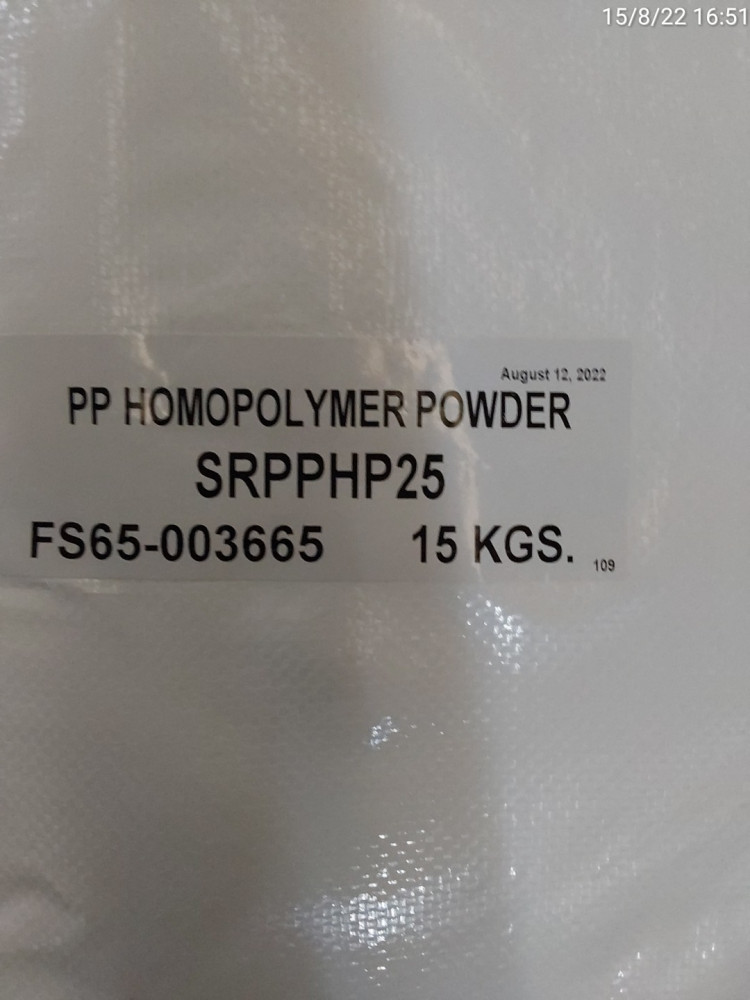 15/8/22 16:51
August 12, 2022
PP HOMOPOLYMER POWDER
SRPPHP25
FS65-003665 15 KGS. 109